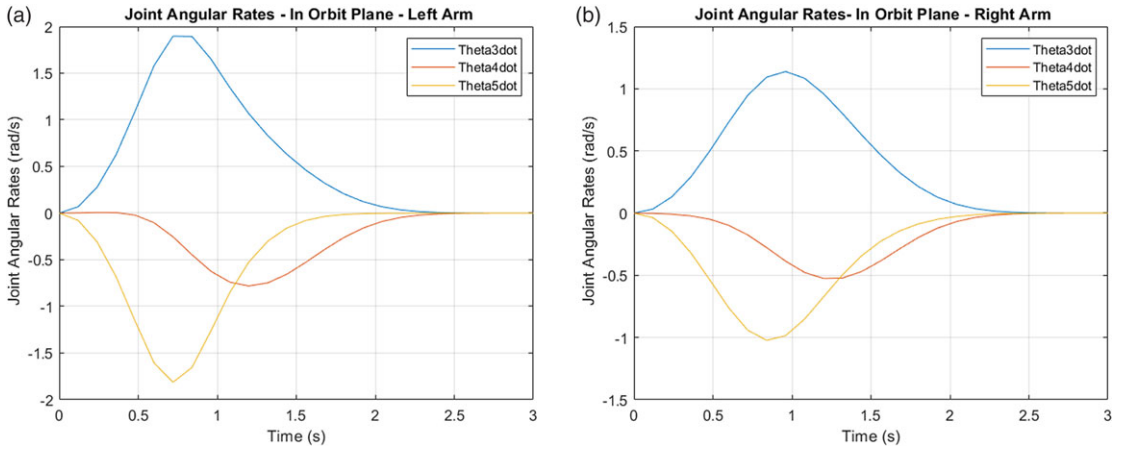 (a)
Joint Angular Rates - In Orbit Plane - Left Arm
2
1.5
1
0.5
0
-0.5
-1
-1.5
-2
Joint Angular Rates (rad/s)
Theta3dot
Theta4dot
Theta5dot
0 0.5 1 1.5 2 2.5 3
Time (s)
(b)
Joint Angular Rates- In Orbit Plane - Right Arm
1.5
1
0.5
0
-0.5
-1
-1.5
Joint Angular Rates (rad/s)
Theta3dot
Theta4dot
Theta5dot
0 0.5 1 1.5 2 2.5 3
Time (s)